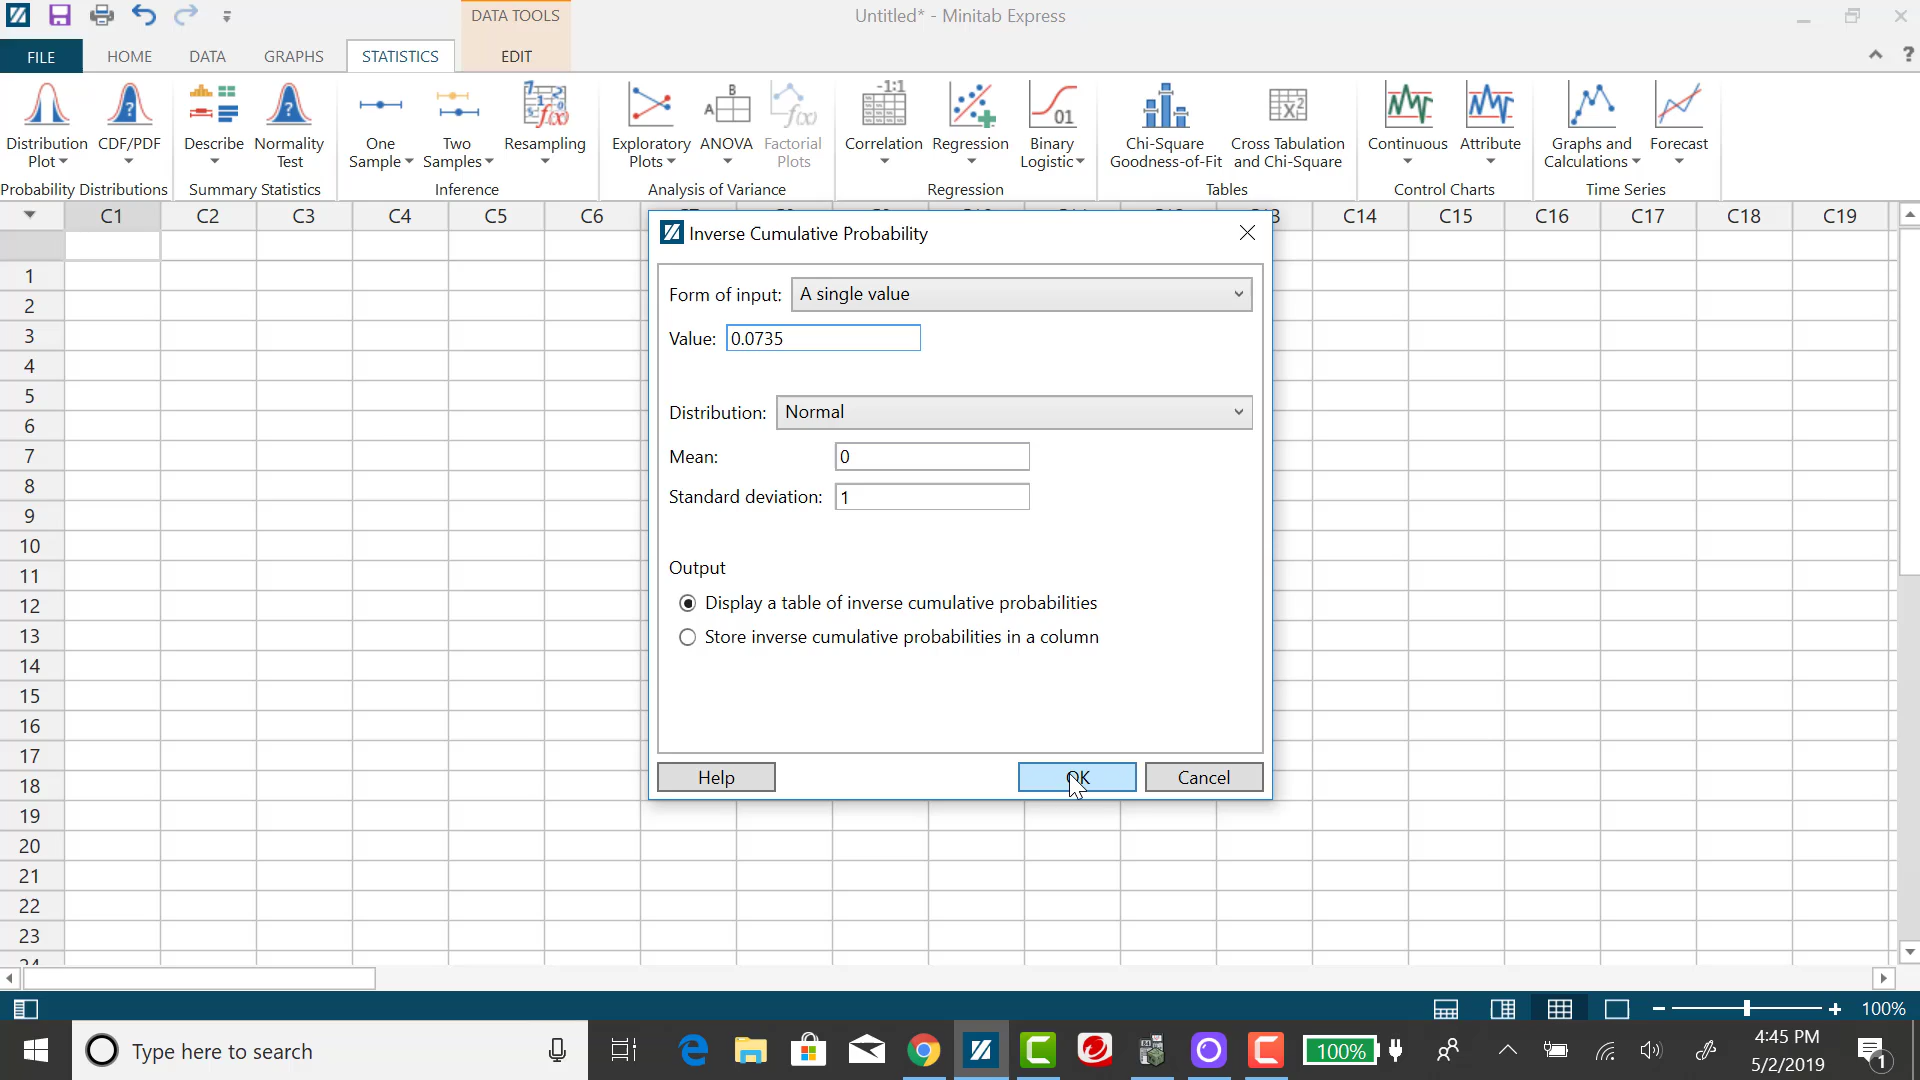 DATA TOOLS
Untitled* - Minitab Express
FILE HOME DATA GRAPHS STATISTICS EDIT
Distribution Plot CDF/PDF Describe Normality Test One Sample Two Samples Resampling Exploratory Plots ANOVA Factorial Plots Correlation Regression Binary Logistic Chi-Square Goodness-of-Fit Cross Tabulation and Chi-Square Continuous Attribute Graphs and Calculations Forecast
Probability Distributions Summary Statistics Inference Analysis of Variance Regression Tables Control Charts Time Series
C1 C2 C3 C4 C5 C6 C14 C15 C16 C17 C18 C19
Inverse Cumulative Probability
Form of input: A single value
Value: 0.0735
Distribution: Normal
Mean: 0
Standard deviation: 1
Output
Display a table of inverse cumulative probabilities
Store inverse cumulative probabilities in a column
Help OK Cancel
1
2
3
4
5
6
7
8
9
10
11
12
13
14
15
16
17
18
19
20
21
22
23
24
100%
Type here to search
100%
4:45 PM
5/2/2019
1